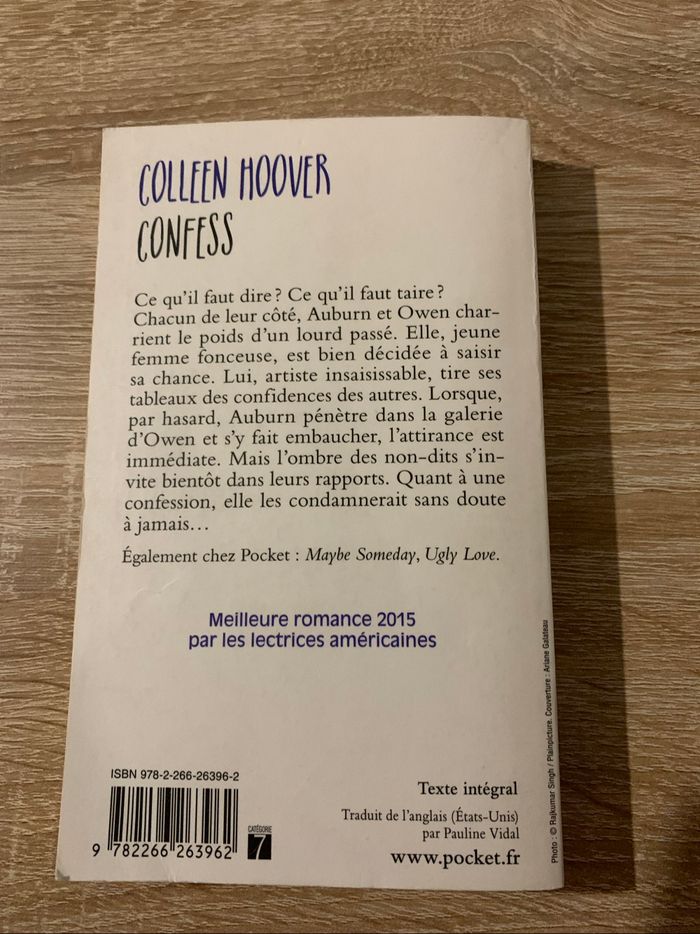 COLLEEN HOOVER
CONFESS
Ce qu'il faut dire ? Ce qu'il faut taire ?
Chacun de leur côté, Auburn et Owen char-
rient le poids d'un lourd passé. Elle, jeune
femme fonceuse, est bien décidée à saisir
sa chance. Lui, artiste insaisissable, tire ses
tableaux des confidences des autres. Lorsque,
par hasard, Auburn pénètre dans la galerie
d'Owen et s'y fait embaucher, l'attirance est
immédiate. Mais l'ombre des non-dits s'in-
vite bientôt dans leurs rapports. Quant à une
confession, elle les condamnerait sans doute
à jamais…
Également chez Pocket : Maybe Someday, Ugly Love.
Meilleure romance 2015
par les lectrices américaines
ISBN 978-2-266-26396-2
9 782266 263962
CATÉGORIE
7
Texte intégral
Traduit de l'anglais (États-Unis)
par Pauline Vidal
www.pocket.fr
Photo : © Rajkumar Singh / Plainpicture. Couverture : Ariane Galateau